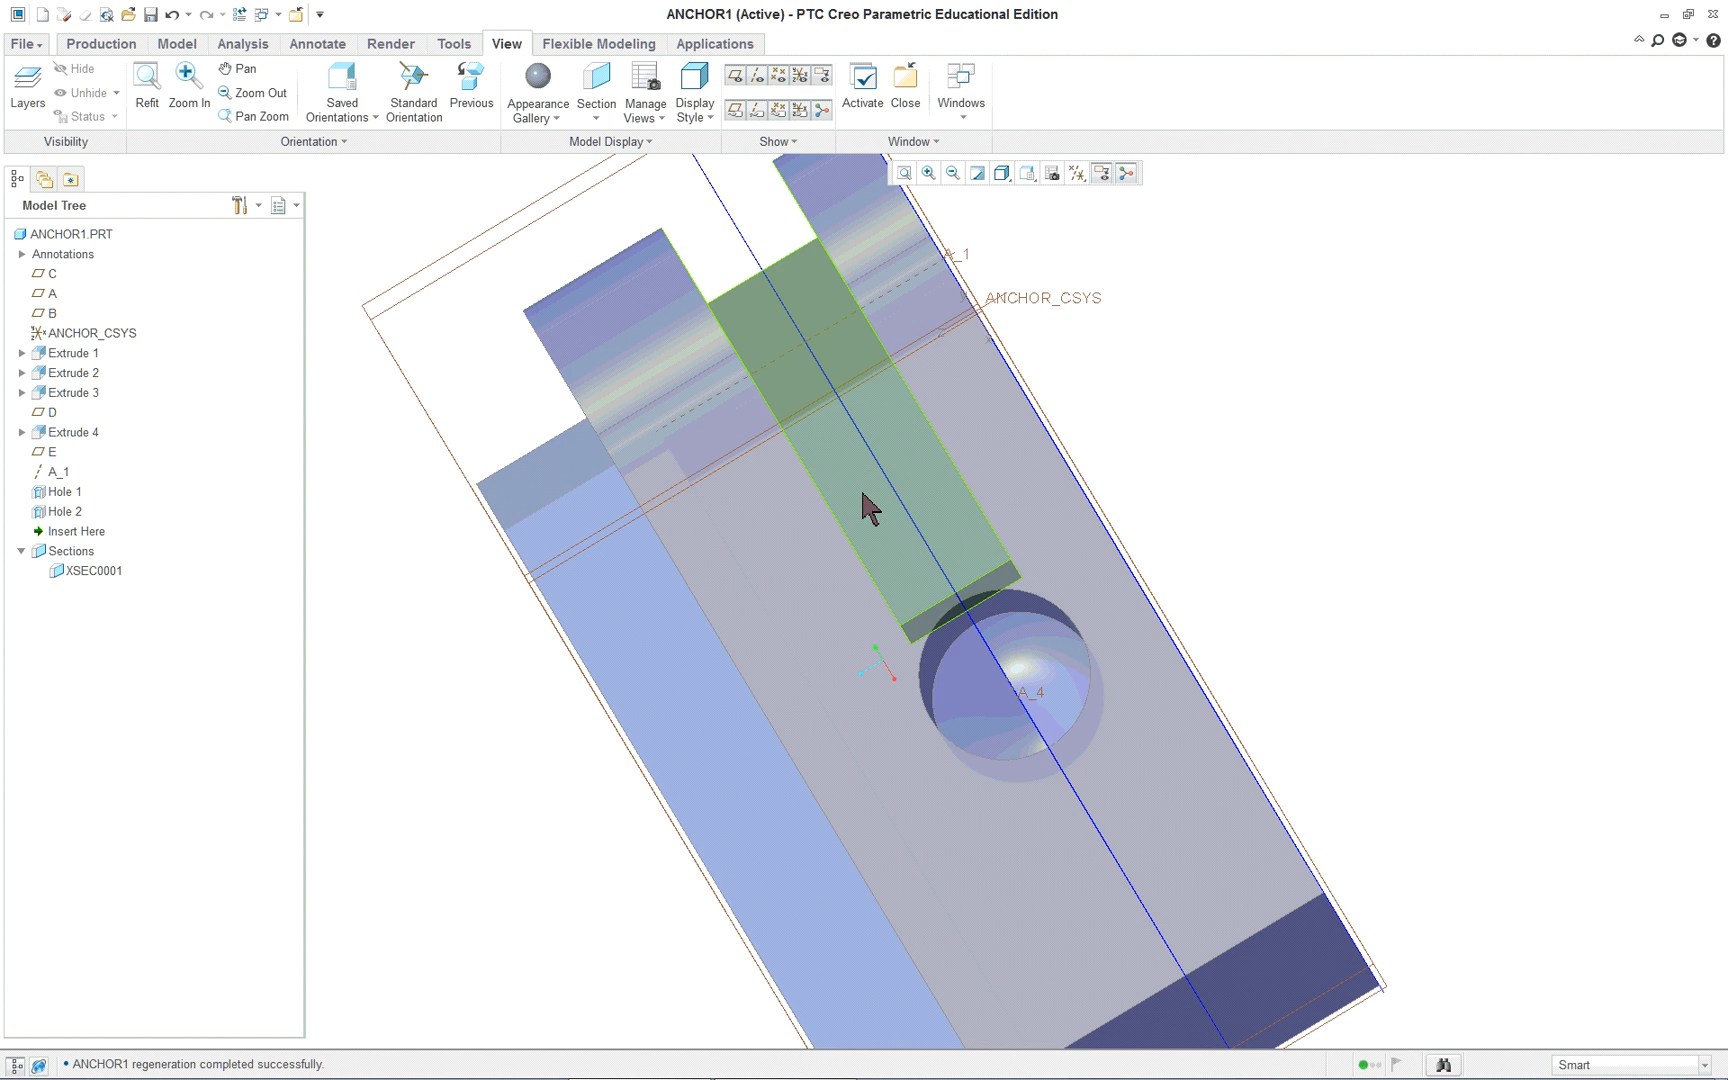 ANCHOR1 (Active) - PTC Creo Parametric Educational Edition
File Production Model Analysis Annotate Render Tools View Flexible Modeling Applications
Layers
Hide
Unhide
Status
Refit
Zoom In
Pan
Zoom Out
Pan Zoom
Saved
Orientations
Standard
Orientation
Previous
Appearance
Gallery
Section
Manage
Views
Display
Style
Activate
Close
Windows
Visibility Orientation Model Display Show Window
Model Tree
ANCHOR1.PRT
Annotations
C
A
B
ANCHOR_CSYS
Extrude 1
Extrude 2
Extrude 3
D
Extrude 4
E
A_1
Hole 1
Hole 2
Insert Here
Sections
XSEC0001
A_1
ANCHOR_CSYS
A_4
• ANCHOR1 regeneration completed successfully.
Smart